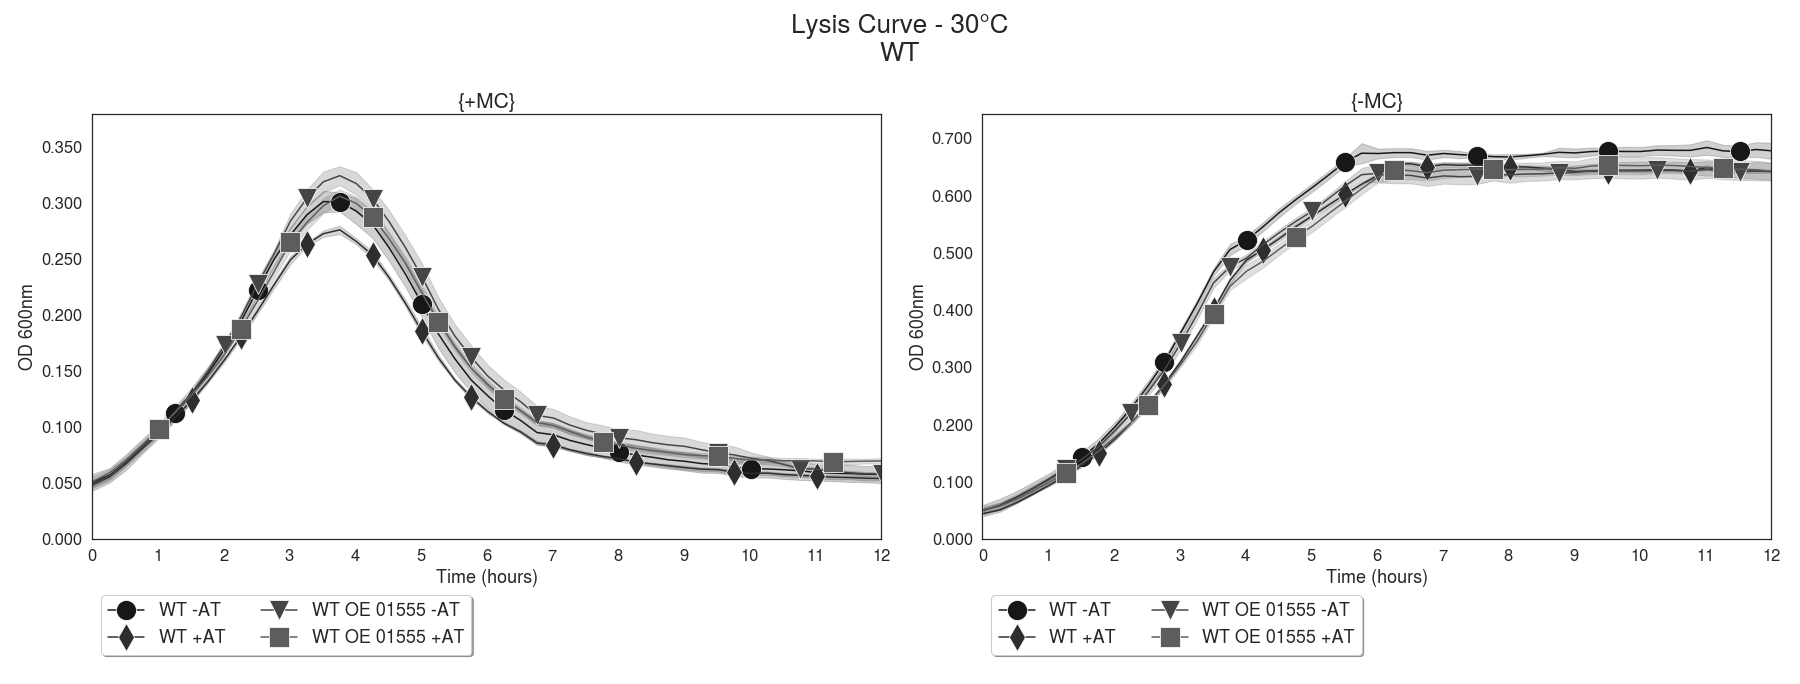 Lysis Curve - 30°C
WT
{+MC}
0.350
0.300
0.250
0.200
0.150
0.100
0.050
0.000
OD 600nm
0 1 2 3 4 5 6 7 8 9 10 11 12
Time (hours)
WT -AT
WT +AT
WT OE 01555 -AT
WT OE 01555 +AT
{-MC}
0.700
0.600
0.500
0.400
0.300
0.200
0.100
0.000
OD 600nm
0 1 2 3 4 5 6 7 8 9 10 11 12
Time (hours)
WT -AT
WT +AT
WT OE 01555 -AT
WT OE 01555 +AT